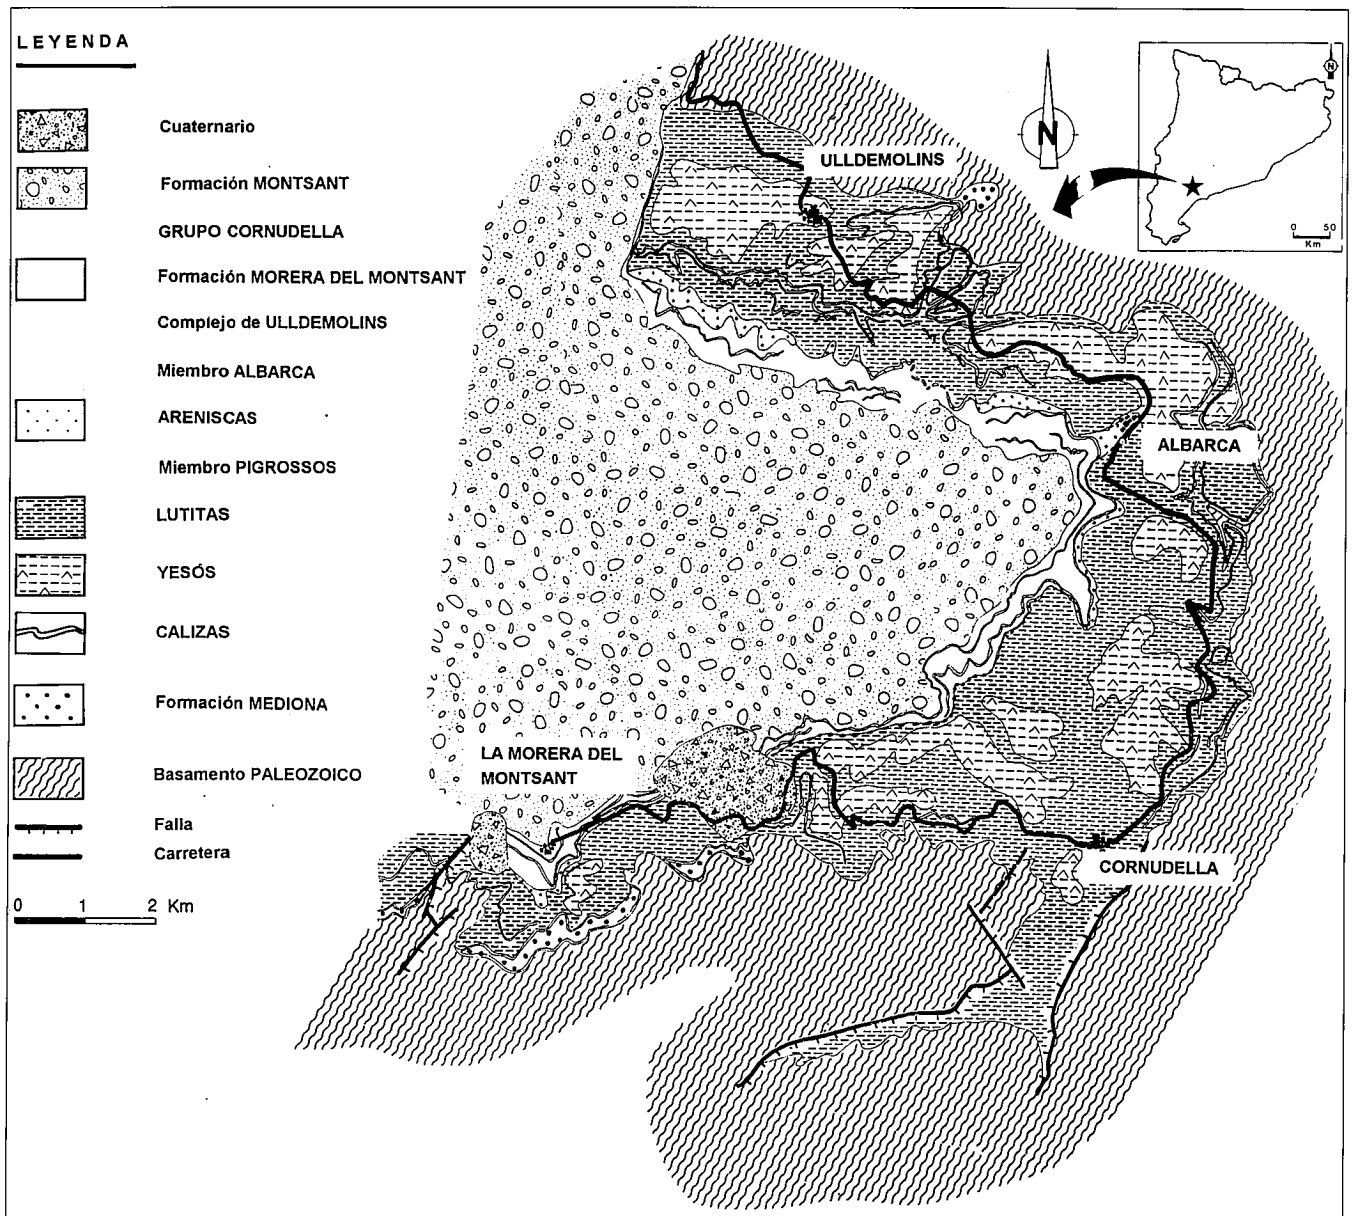 LEYENDA
Cuaternario
Formación MONTSANT
GRUPO CORNUDELLA
Formación MORERA DEL MONTSANT
Complejo de ULLDEMOLINS
Miembro ALBARCA
ARENISCAS
Miembro PIGROSSOS
LUTITAS
YESÓS
CALIZAS
Formación MEDIONA
Basamento PALEOZOICO
Falla
Carretera
0 1 2 Km
ULLDEMOLINS
N
N
0 50
Km
ALBARCA
LA MORERA DEL
MONTSANT
CORNUDELLA